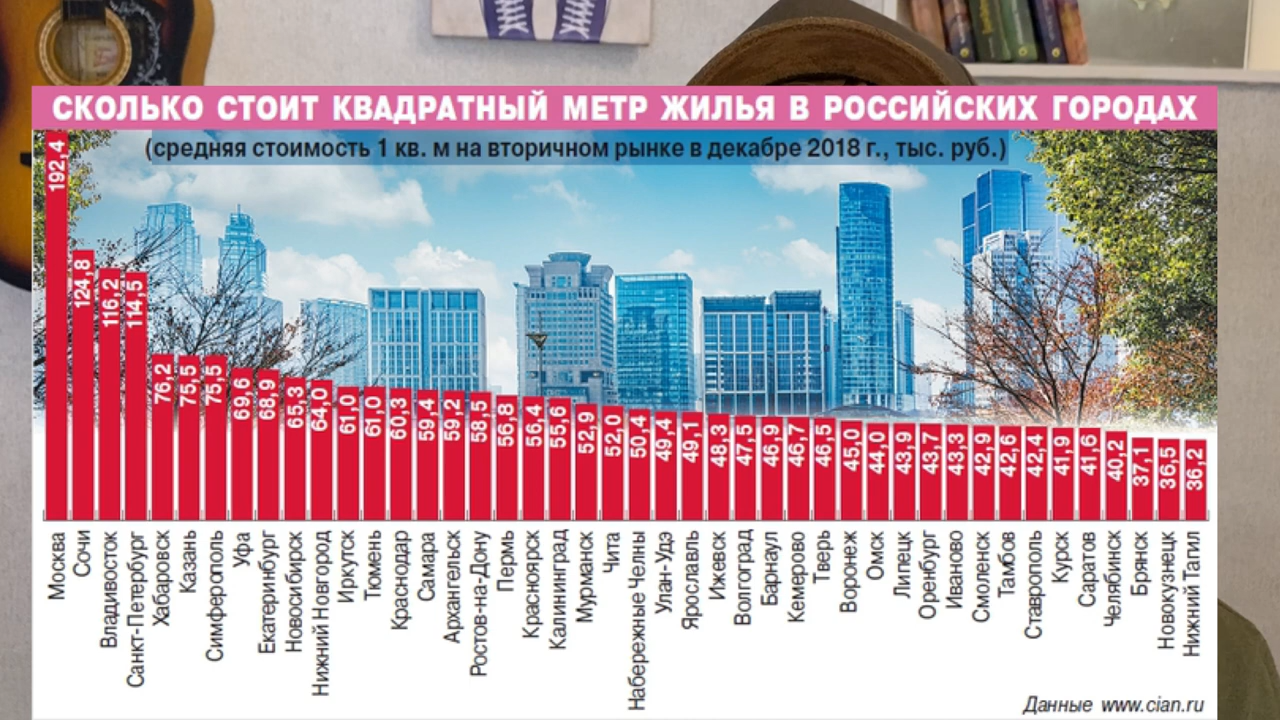 СКОЛЬКО СТОИТ КВАДРАТНЫЙ МЕТР ЖИЛЬЯ В РОССИЙСКИХ ГОРОДАХ
(средняя стоимость 1 кв. м на вторичном рынке в декабре 2018 г., тыс. руб.)
192,4
124,8
116,2
114,5
76,2
75,5
75,5
69,6
68,9
65,3
64,0
61,0
61,0
60,3
59,4
59,2
58,5
56,8
56,4
55,6
52,9
52,0
50,4
49,4
49,1
48,3
47,5
46,9
46,7
46,5
45,0
44,0
43,9
43,7
43,3
42,9
42,6
42,4
41,9
41,6
40,2
37,1
36,5
36,2
Москва
Сочи
Владивосток
Санкт-Петербург
Хабаровск
Казань
Симферополь
Уфа
Екатеринбург
Новосибирск
Нижний Новгород
Иркутск
Тюмень
Краснодар
Самара
Архангельск
Ростов-на-Дону
Пермь
Красноярск
Калининград
Мурманск
Чита
Набережные Челны
Улан-Удэ
Ярославль
Ижевск
Волгоград
Барнаул
Кемерово
Тверь
Воронеж
Омск
Липецк
Оренбург
Иваново
Смоленск
Тамбов
Ставрополь
Курск
Саратов
Челябинск
Брянск
Новокузнецк
Нижний Тагил
Данные www.cian.ru